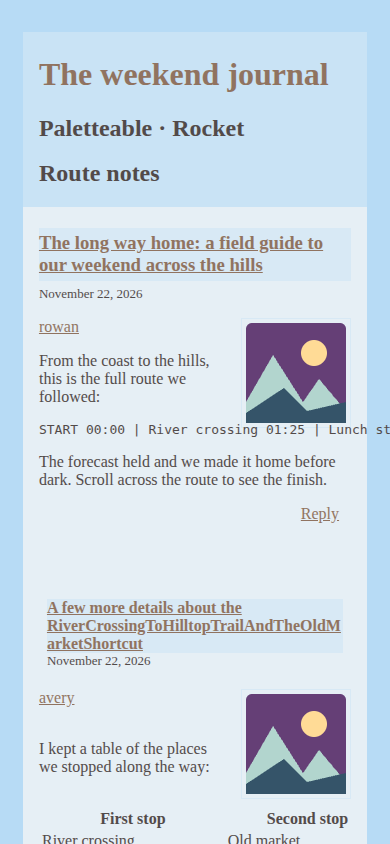 The weekend journal
Paletteable · Rocket
Route notes
The long way home: a field guide to
our weekend across the hills
November 22, 2026
rowan
From the coast to the hills,
this is the full route we
followed:
START 00:00 | River crossing 01:25 | Lunch
The forecast held and we made it home before
dark. Scroll across the route to see the finish.
Reply
A few more details about the
RiverCrossingToHilltopTrailAndTheOldM
arketShortcut
November 22, 2026
avery
I kept a table of the places
we stopped along the way:
First stop Second stop
River crossing Old market